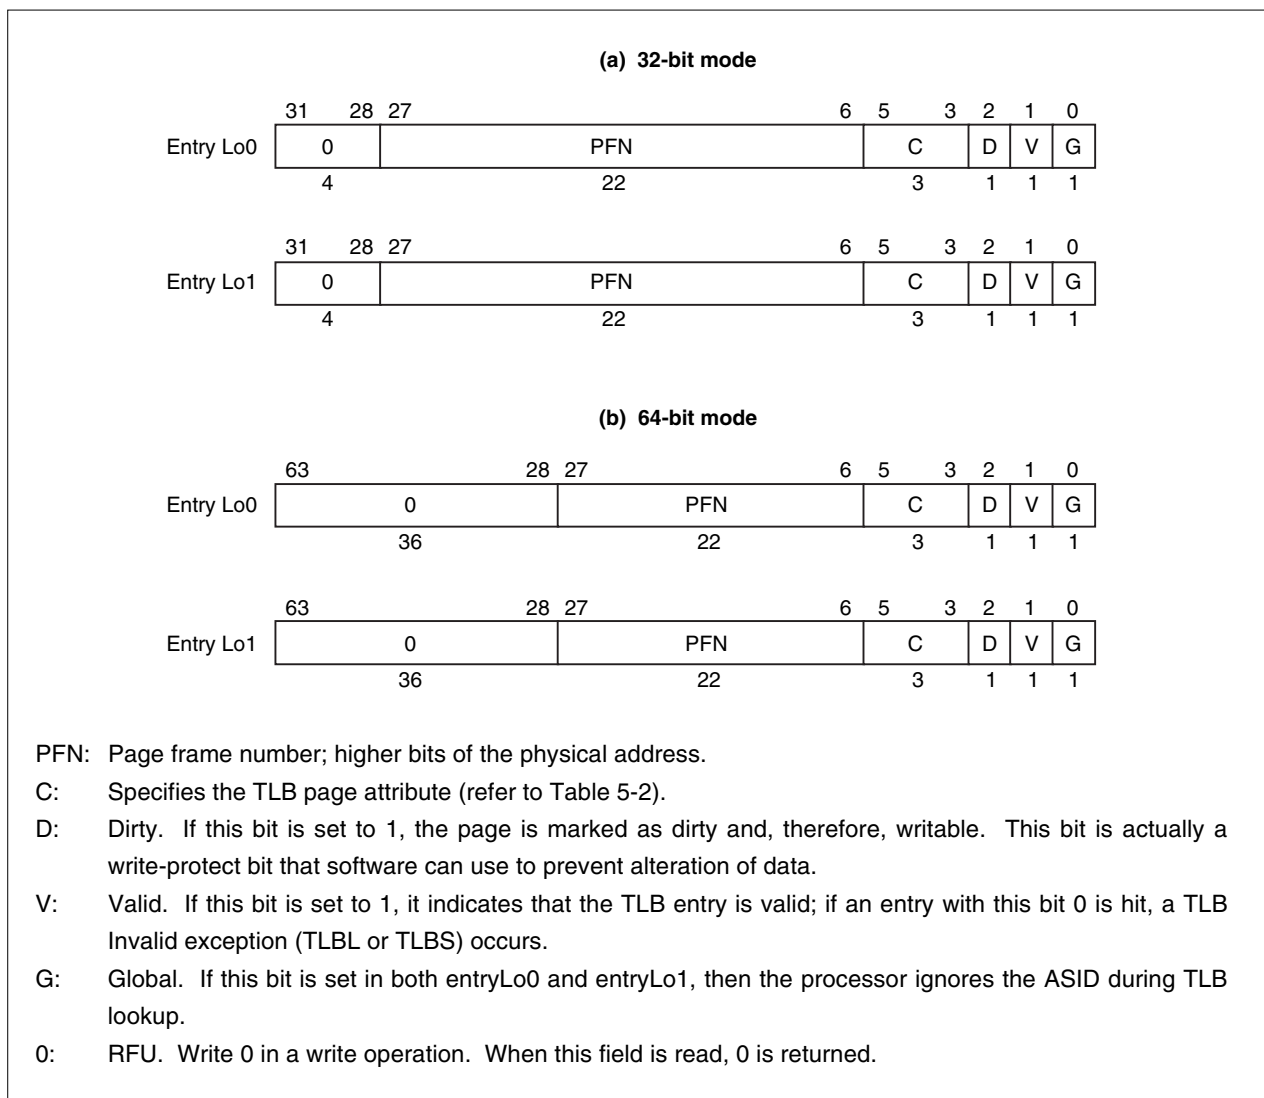 (a) 32-bit mode
31 28 27 6 5 3 2 1 0
Entry Lo0 0 PFN C D V G
4 22 3 1 1 1
31 28 27 6 5 3 2 1 0
Entry Lo1 0 PFN C D V G
4 22 3 1 1 1
(b) 64-bit mode
63 28 27 6 5 3 2 1 0
Entry Lo0 0 PFN C D V G
36 22 3 1 1 1
63 28 27 6 5 3 2 1 0
Entry Lo1 0 PFN C D V G
36 22 3 1 1 1
PFN: Page frame number; higher bits of the physical address.
C: Specifies the TLB page attribute (refer to Table 5-2).
D: Dirty. If this bit is set to 1, the page is marked as dirty and, therefore, writable. This bit is actually a
write-protect bit that software can use to prevent alteration of data.
V: Valid. If this bit is set to 1, it indicates that the TLB entry is valid; if an entry with this bit 0 is hit, a TLB
Invalid exception (TLBL or TLBS) occurs.
G: Global. If this bit is set in both entryLo0 and entryLo1, then the processor ignores the ASID during TLB
lookup.
0: RFU. Write 0 in a write operation. When this field is read, 0 is returned.